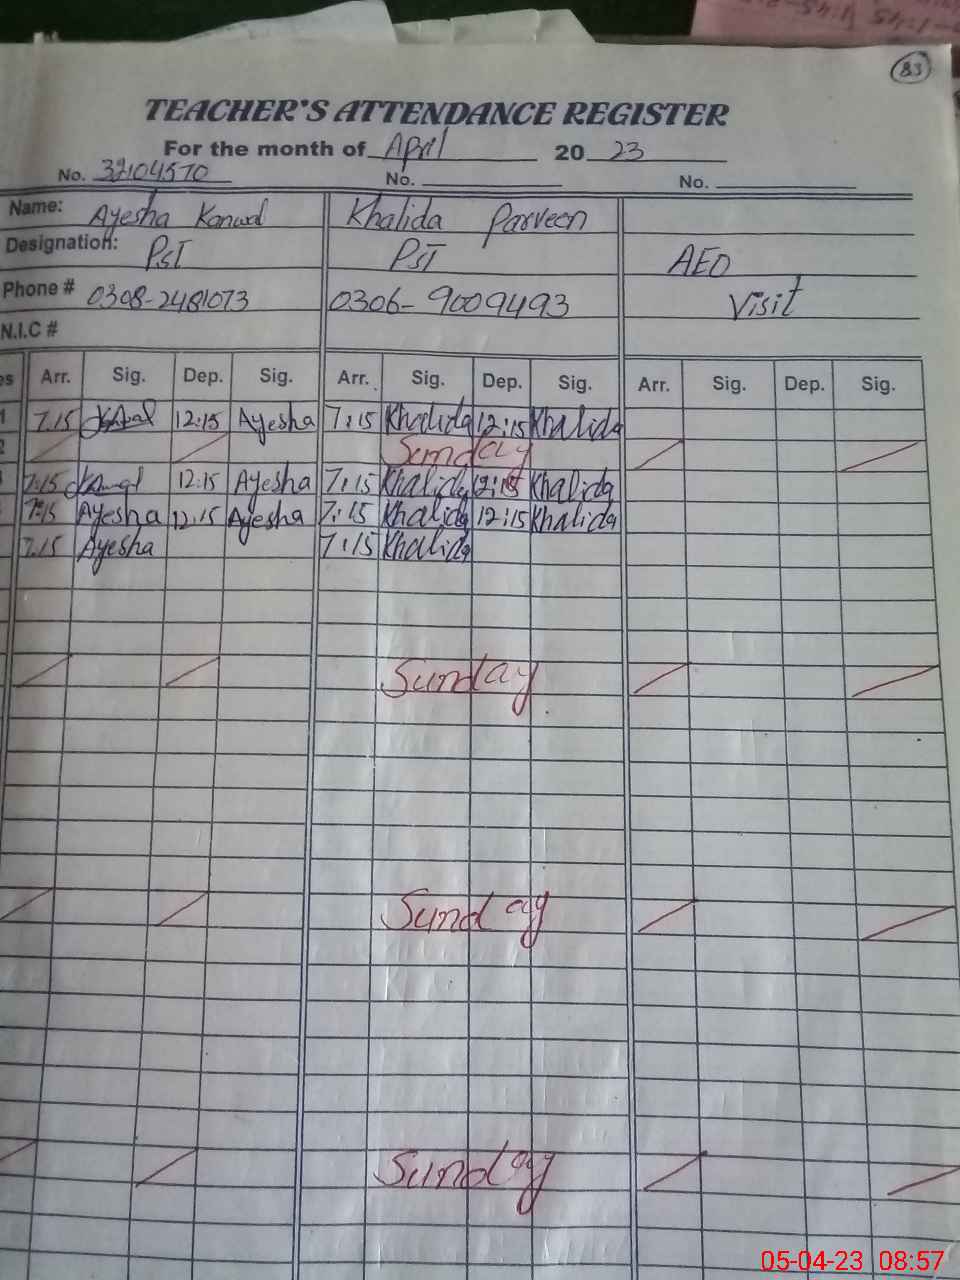 83
TEACHER'S ATTENDANCE REGISTER
For the month of April 20 23
No. 32104570 No. No.
Name: Ayesha Kanwal Khalida Parveen
Designation: PST PST AEO
Phone # 0308-2481073 0306-9009493 Visit
N.I.C #
es Arr. Sig. Dep. Sig. Arr. Sig. Dep. Sig. Arr. Sig. Dep. Sig.
1 7.15 12:15 Ayesha 7:15 Khalida 12:15 Khalida
2 Sunday
7:15 12:15 Ayesha 7:15 Khalida 12:15 Khalida
7:15 Ayesha 12.15 Ayesha 7:15 Khalida 12:15 Khalida
7.15 Ayesha 7:15 Khalida
Sunday
Sunday
Sunday
05-04-23 08:57